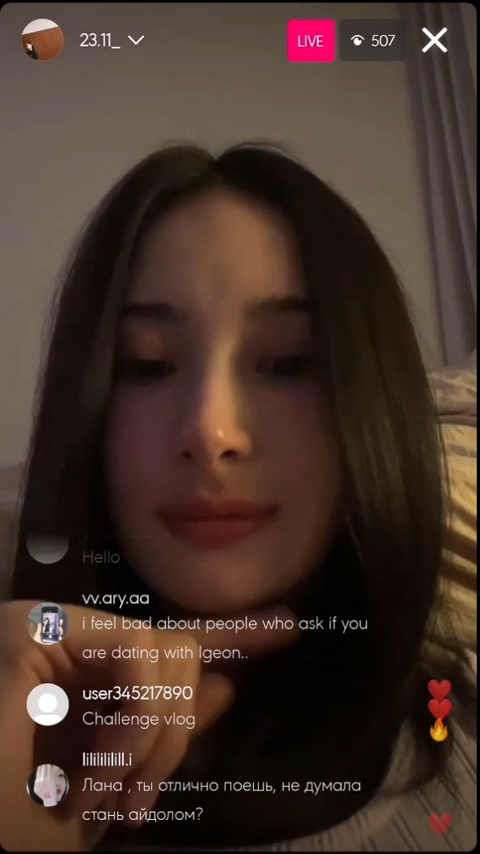 23.11_
LIVE
507
Hello
vv.ary.aa
i feel bad about people who ask if you
are dating with Igeon..
user345217890
Challenge vlog
Лана , ты отлично поешь, не думала
стань айдолом?